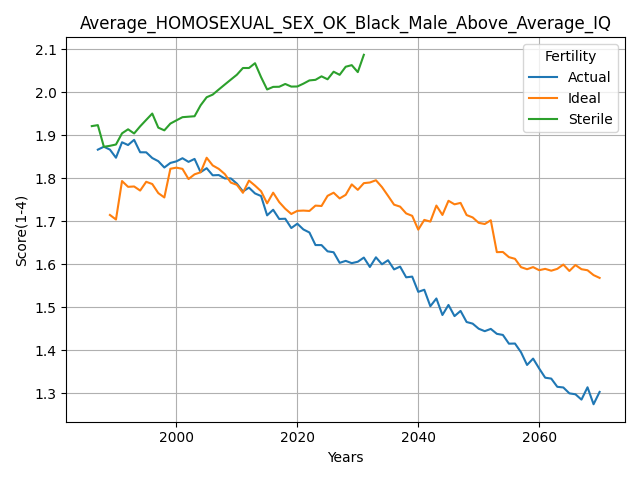 Average_HOMOSEXUAL_SEX_OK_Black_Male_Above_Average_IQ
Fertility
Actual
Ideal
Sterile
Score(1-4)
2.1
2.0
1.9
1.8
1.7
1.6
1.5
1.4
1.3
2000 2020 2040 2060
Years